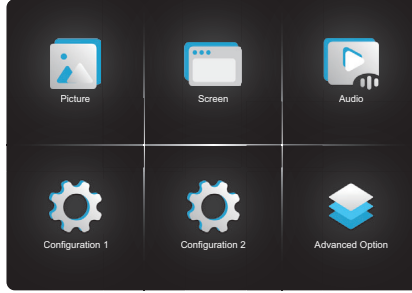 Picture
Screen
Audio
Configuration 1
Configuration 2
Advanced Option